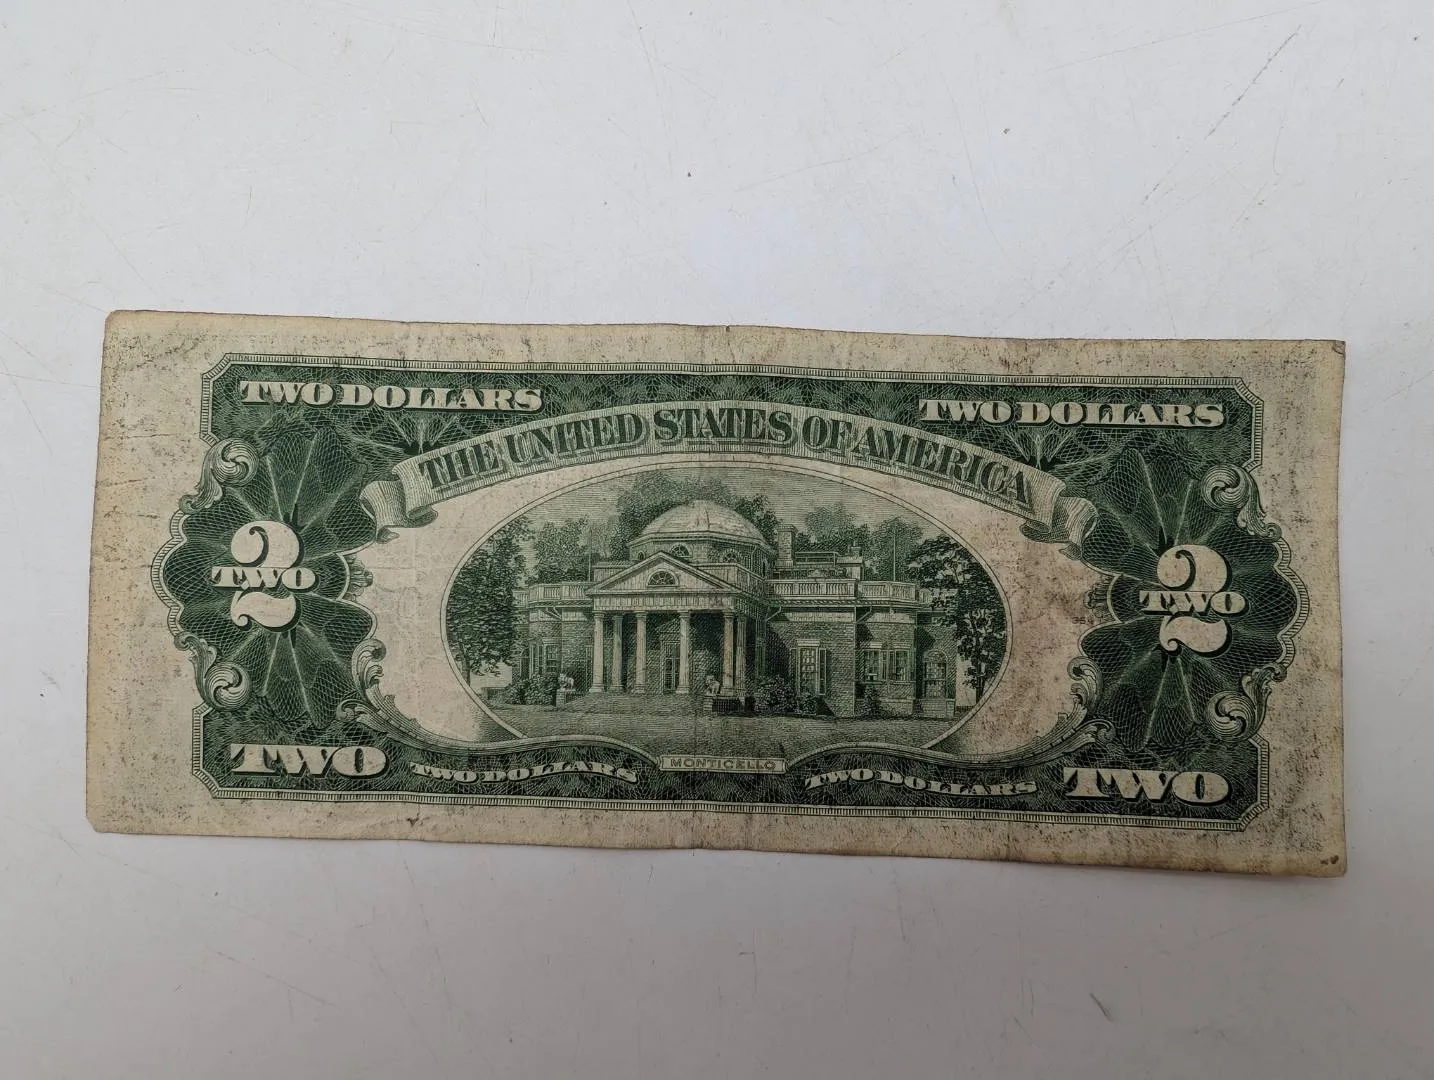 TWO DOLLARS TWO DOLLARS
THE UNITED STATES OF AMERICA
2 TWO
2 TWO
MONTICELLO
TWO TWO DOLLARS TWO DOLLARS TWO